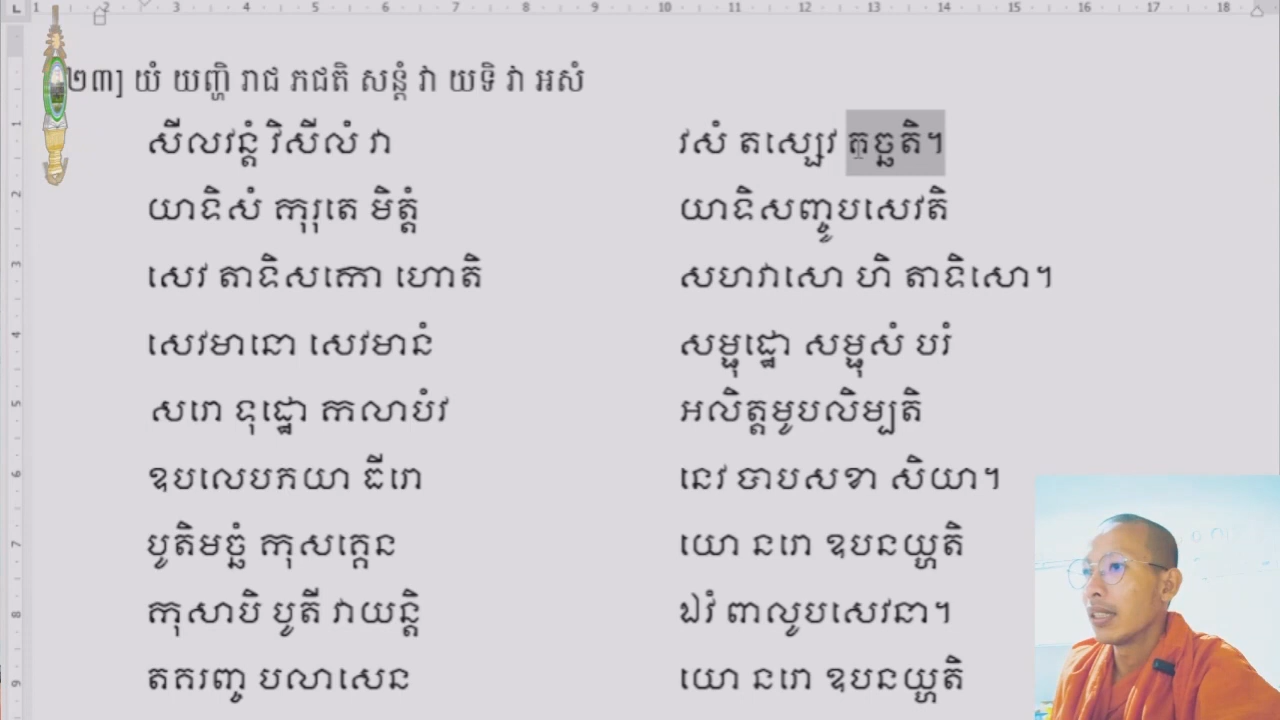 ២៣] យំ យញ្ហិ រាជ ភជតិ សន្តំ វា យទិ វា អសំ
សីលវន្តំ វិសីលំ វា វសំ តស្សេវ គច្ឆតិ។
យាទិសំ កុរុតេ មិត្តំ យាទិសញ្ចូបសេវតិ
សេវ តាទិសកោ ហោតិ សហវាសោ ហិ តាទិសោ។
សេវមានោ សេវមានំ សម្ផុដ្ឋោ សម្ផុសំ បរំ
សរោ ទុដ្ឋោ កលាបំវ អលិត្តមូបលិម្បតិ
ឧបលេបភយា ធីរោ នេវ បាបសខា សិយា។
បូតិមច្ឆំ កុសគ្គេន យោ នរោ ឧបនយ្ហតិ
កុសាបិ បូតី វាយន្តិ ឯវំ ពាលូបសេវនា។
តគរញ្ច បលាសេន យោ នរោ ឧបនយ្ហតិ